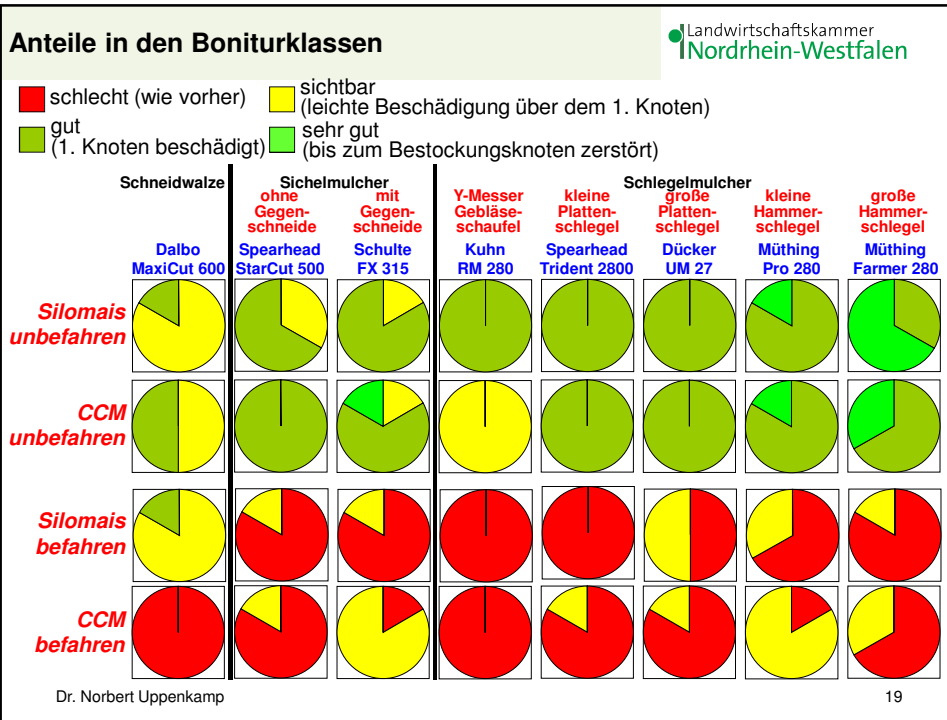 Anteile in den Boniturklassen
Landwirtschaftskammer
Nordrhein-Westfalen
schlecht (wie vorher)
sichtbar
(leichte Beschädigung über dem 1. Knoten)
gut
(1. Knoten beschädigt)
sehr gut
(bis zum Bestockungsknoten zerstört)
Schneidwalze
Sichelmulcher
Schlegelmulcher
ohne
Gegen-
schneide
mit
Gegen-
schneide
Y-Messer
Gebläse-
schaufel
kleine
Platten-
schlegel
große
Platten-
schlegel
kleine
Hammer-
schlegel
große
Hammer-
schlegel
Dalbo
MaxiCut 600
Spearhead
StarCut 500
Schulte
FX 315
Kuhn
RM 280
Spearhead
Trident 2800
Dücker
UM 27
Müthing
Pro 280
Müthing
Farmer 280
Silomais
unbefahren
CCM
unbefahren
Silomais
befahren
CCM
befahren
Dr. Norbert Uppenkamp
19